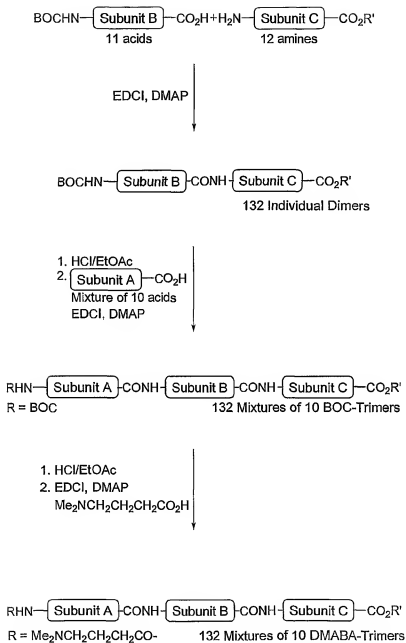 BOCHN—Subunit B—CO₂H+H₂N—Subunit C—CO₂R'
11 acids 12 amines
EDCI, DMAP
BOCHN—Subunit B-CONH-Subunit C—CO₂R'
132 Individual Dimers
1. HCl/EtOAc
2. Subunit A—CO₂H
Mixture of 10 acids
EDCI, DMAP
RHN—Subunit A-CONH-Subunit B-CONH-Subunit C—CO₂R'
R = BOC 132 Mixtures of 10 BOC-Trimers
1. HCl/EtOAc
2. EDCI, DMAP
Me₂NCH₂CH₂CH₂CO₂H
RHN—Subunit A-CONH-Subunit B-CONH-Subunit C—CO₂R'
R = Me₂NCH₂CH₂CH₂CO- 132 Mixtures of 10 DMABA-Trimers